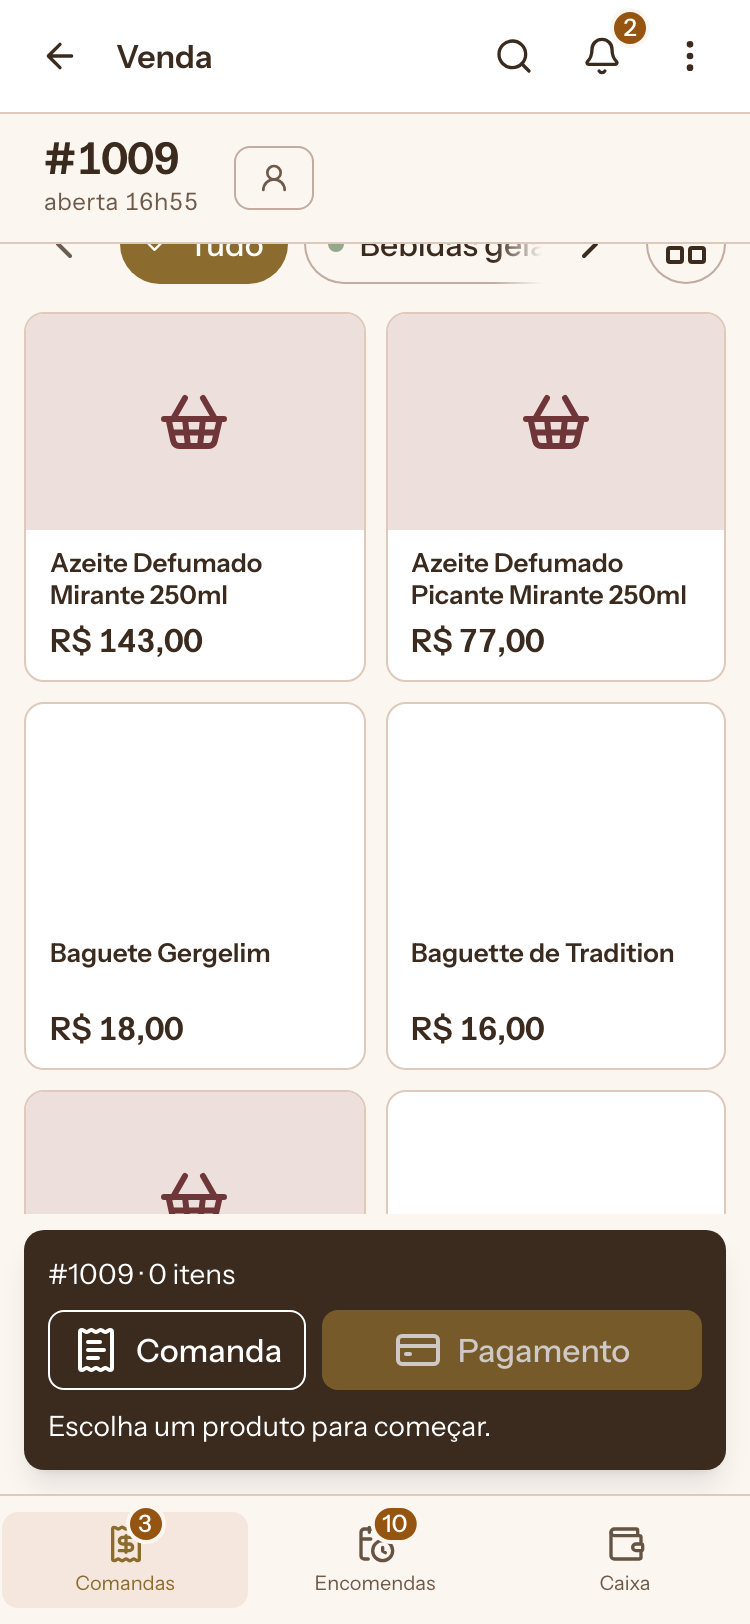 Venda
2
#1009
aberta 16h55
Tudo
Bebidas gera
Azeite Defumado
Mirante 250ml
R$ 143,00
Azeite Defumado
Picante Mirante 250ml
R$ 77,00
Baguete Gergelim
R$ 18,00
Baguette de Tradition
R$ 16,00
#1009 · 0 itens
Comanda
Pagamento
Escolha um produto para começar.
3
Comandas
10
Encomendas
Caixa